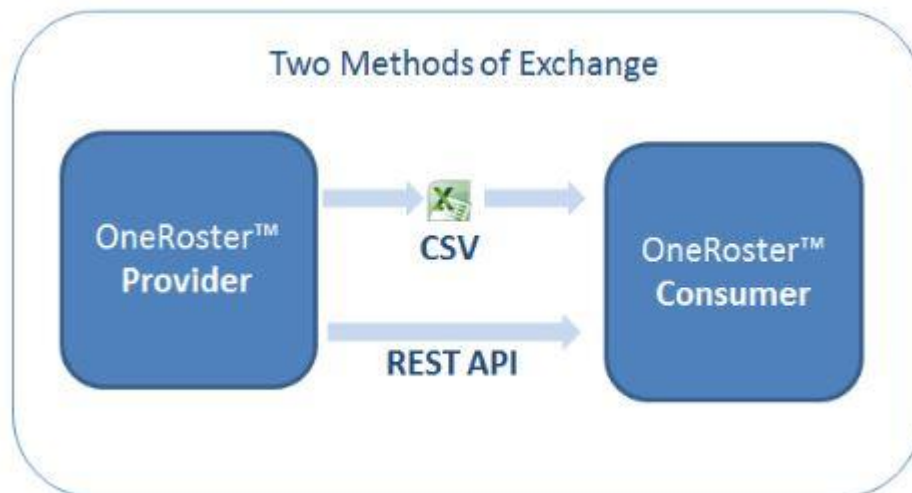 Two Methods of Exchange
OneRoster™
Provider
CSV
REST API
OneRoster™
Consumer